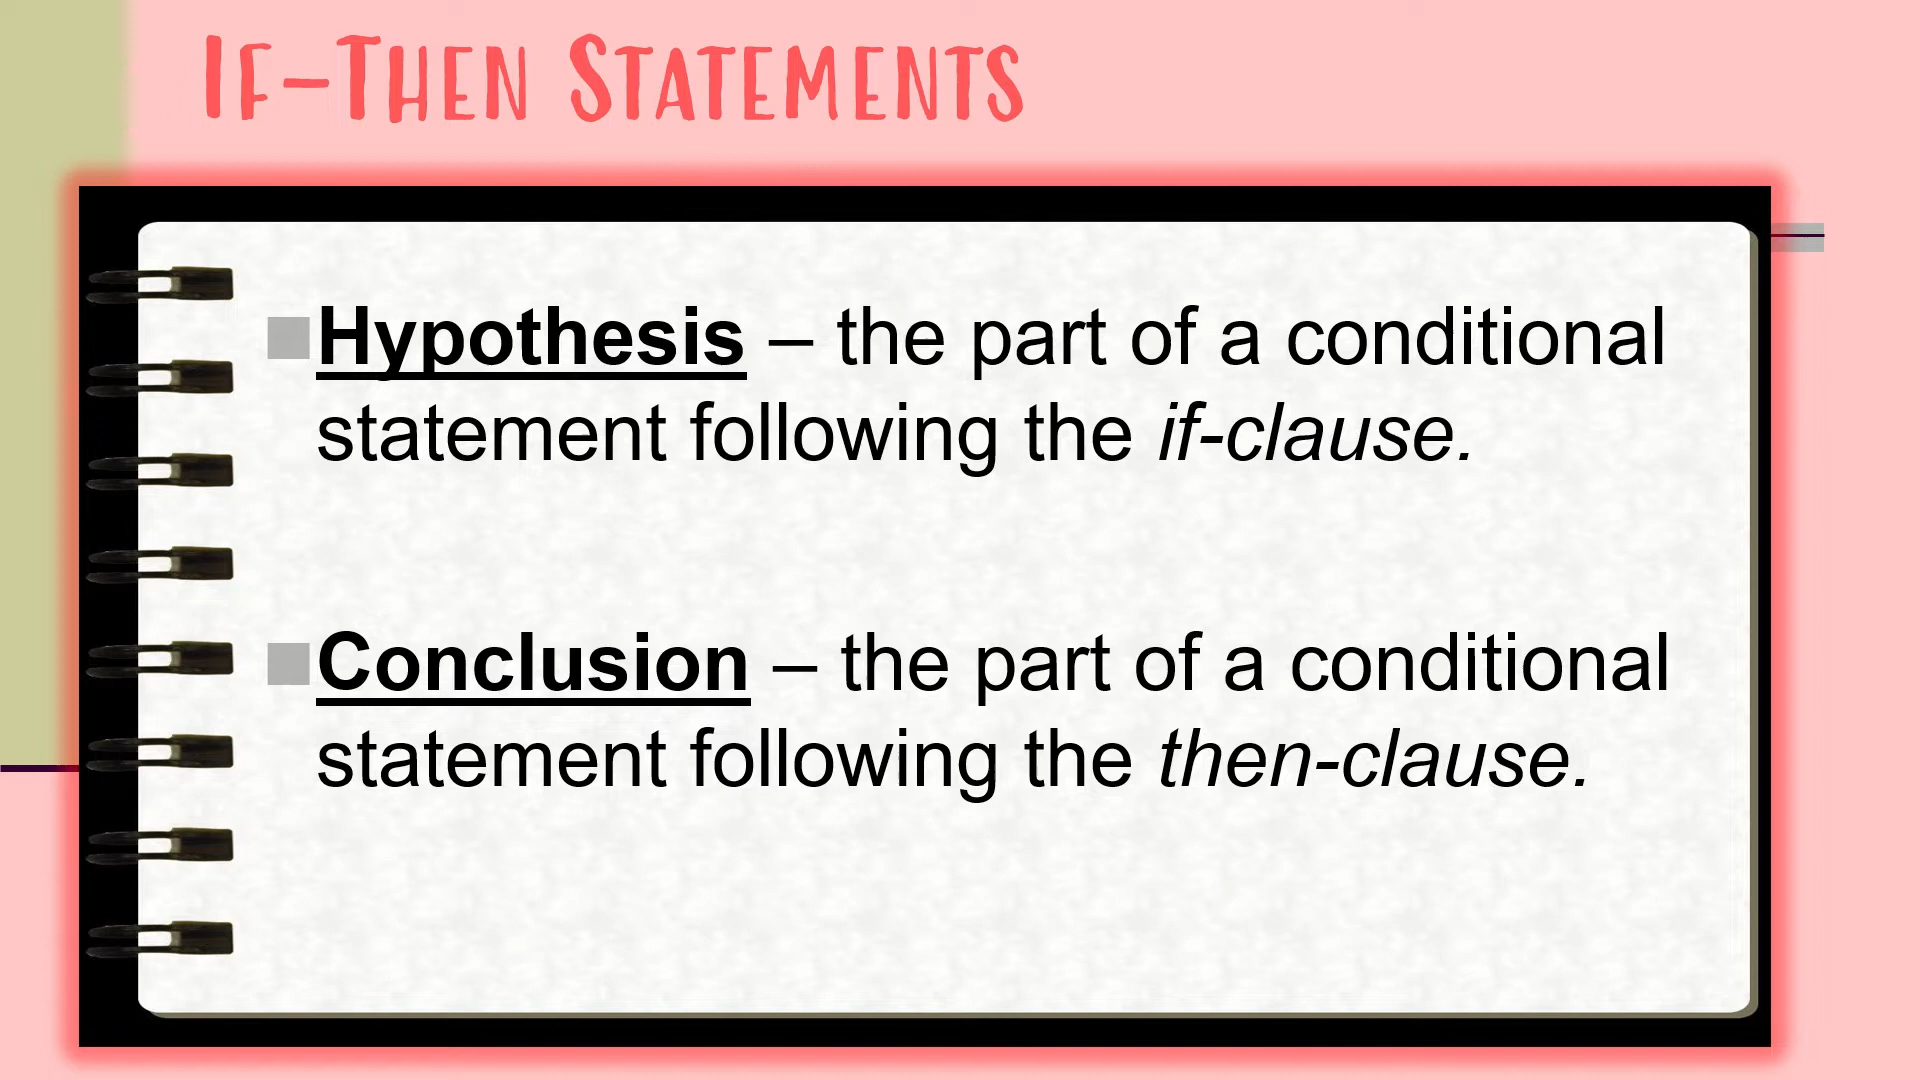 If-Then Statements
Hypothesis – the part of a conditional
statement following the if-clause.
Conclusion – the part of a conditional
statement following the then-clause.